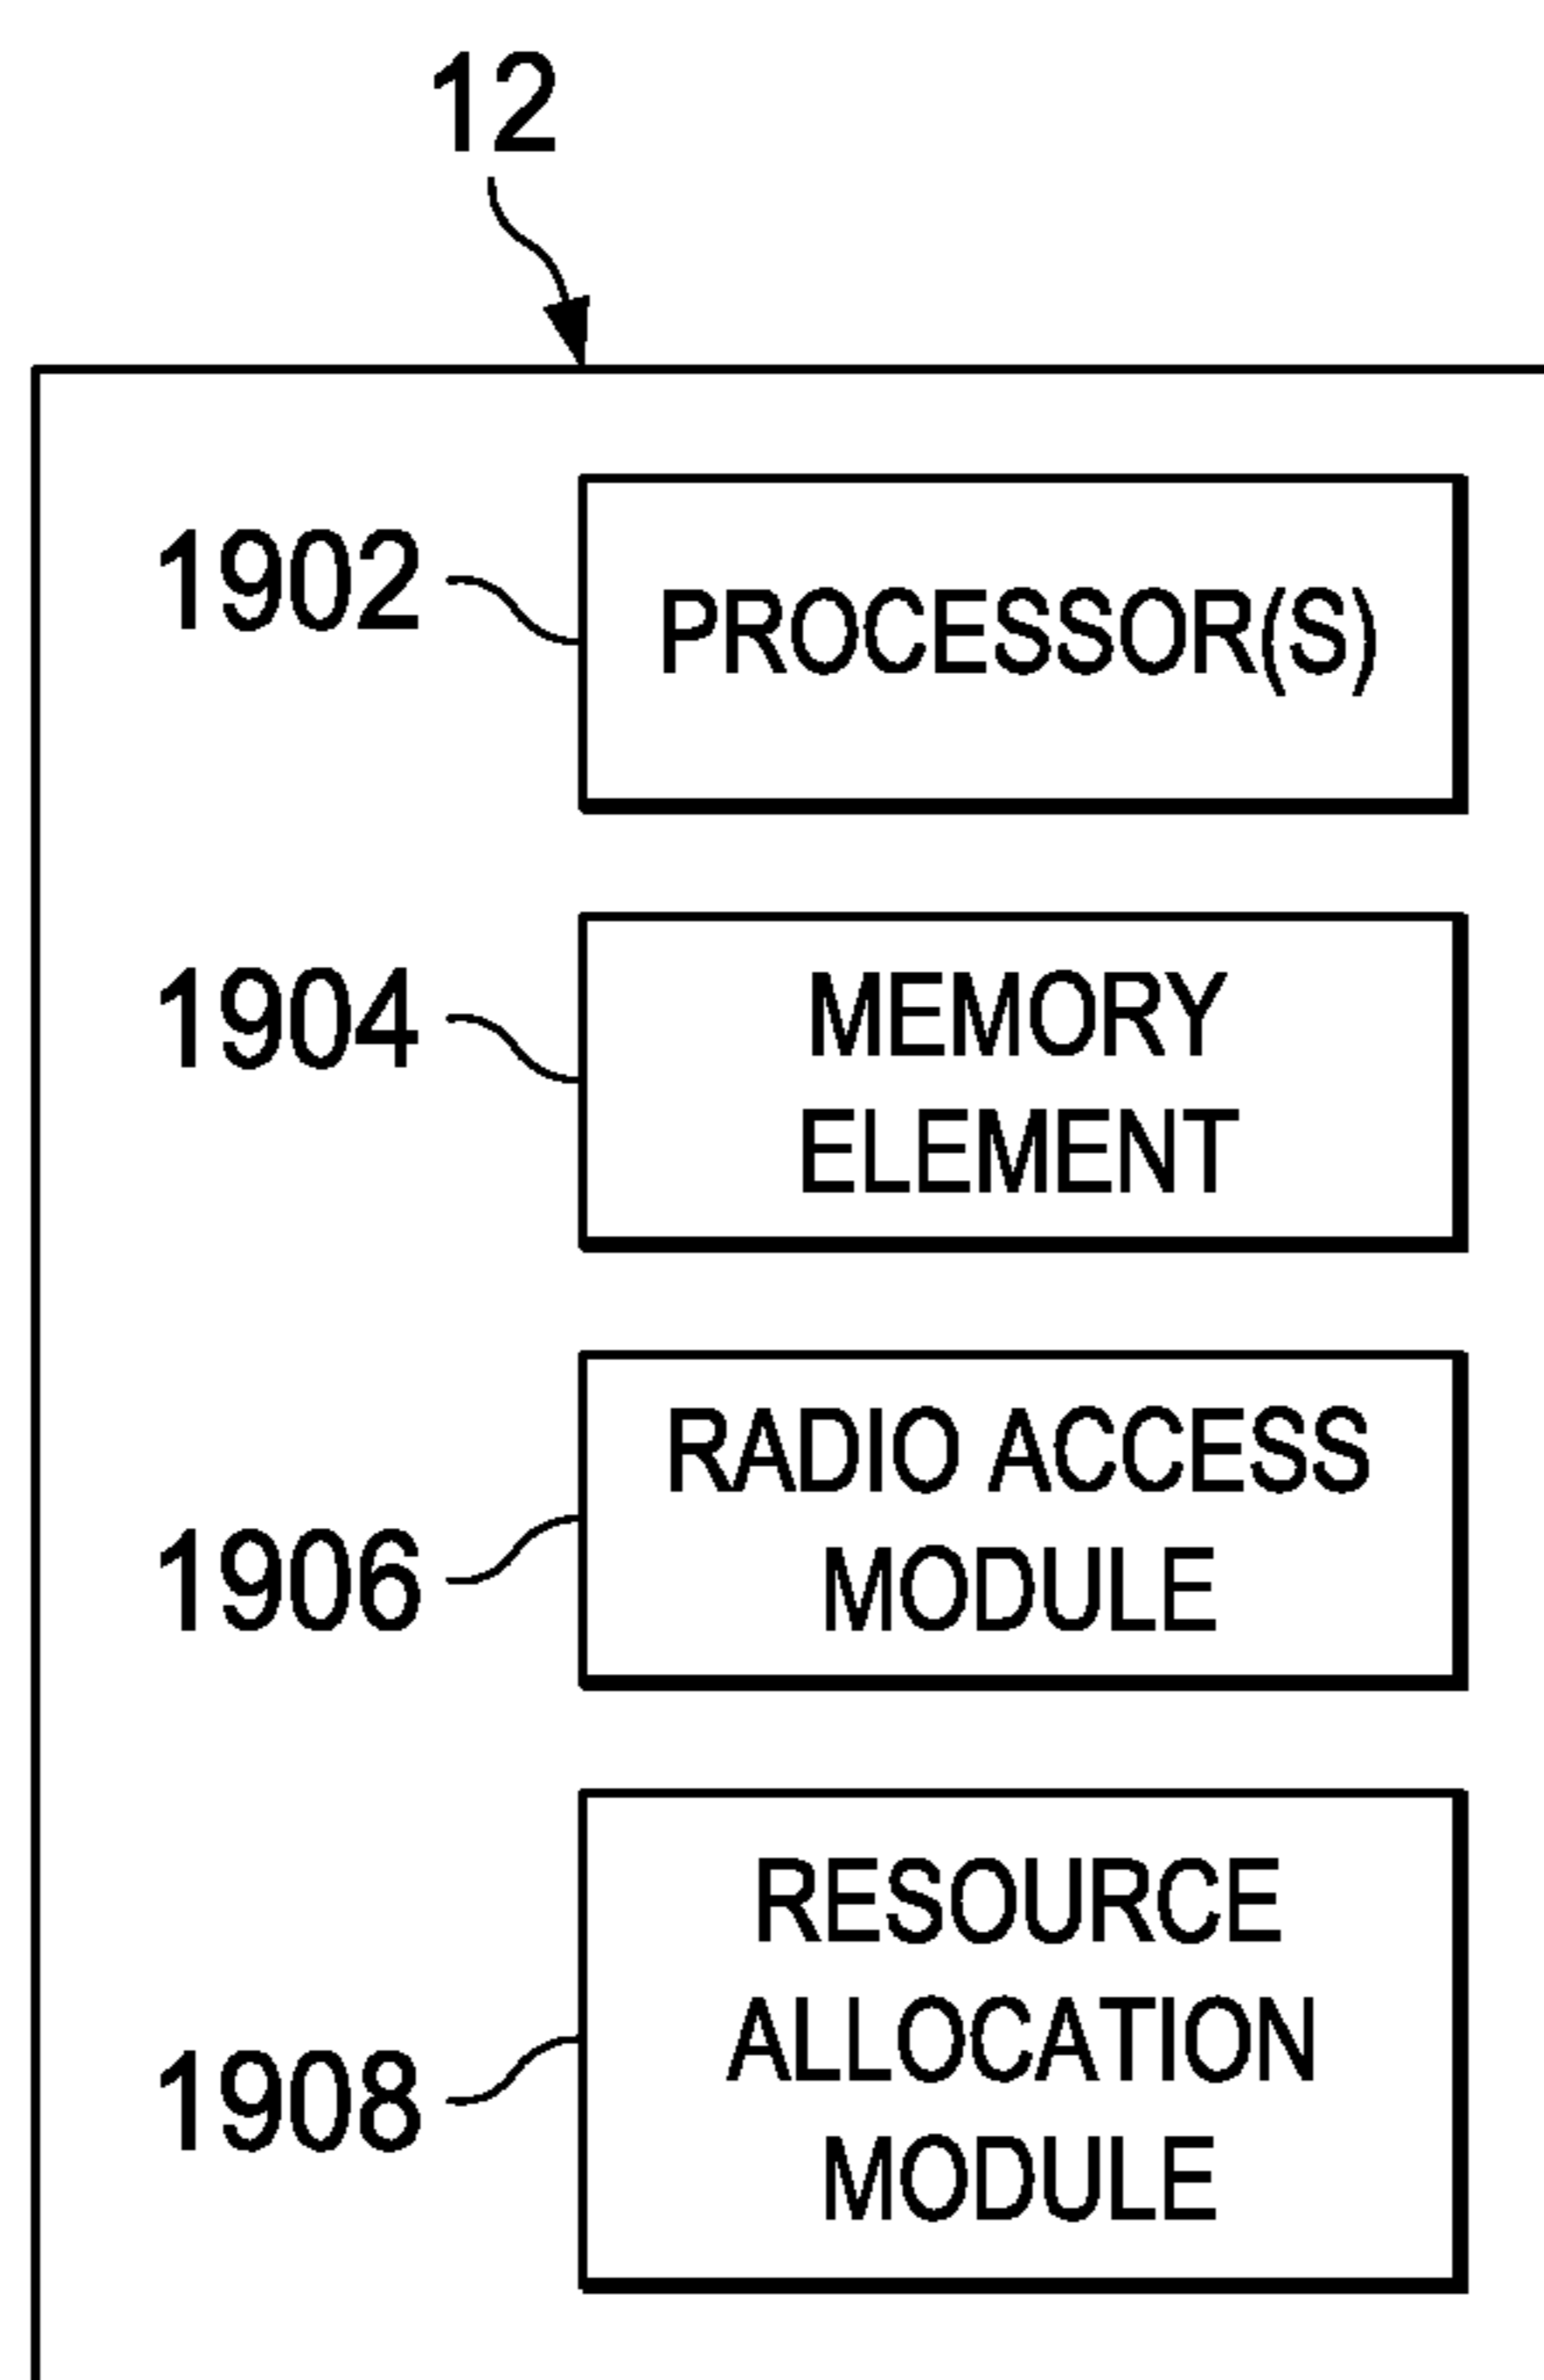 12
1902
PROCESSOR(S)
1904
MEMORY
ELEMENT
RADIO ACCESS
MODULE
1906
RESOURCE
ALLOCATION
MODULE
1908